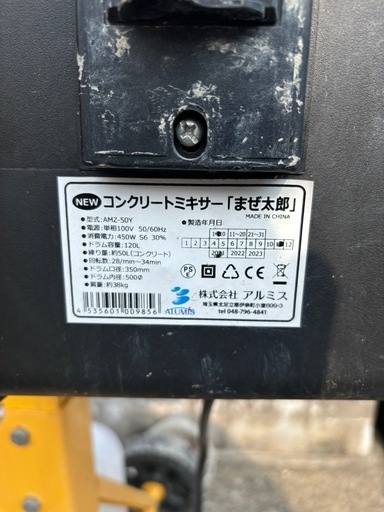 NEW コンクリートミキサー「まぜ太郎」
MADE IN CHINA
●型式:AMZ-50Y
●電源:単相100V 50/60Hz
●消費電力:450W S6 30%
●ドラム容量:120L
●練り量:約50L(コンクリート)
●回転数:28/min~34min
●ドラム口径:350mm
●ドラム直径:500Φ
●質量:約38kg
●製造年月日
11~20 21~31
1 2 3 4 5 6 7 8 9 10 12
2022 2023
PS E
ALUMIS 株式会社 アルミス
tel 048-796-4841
4 535601 009856